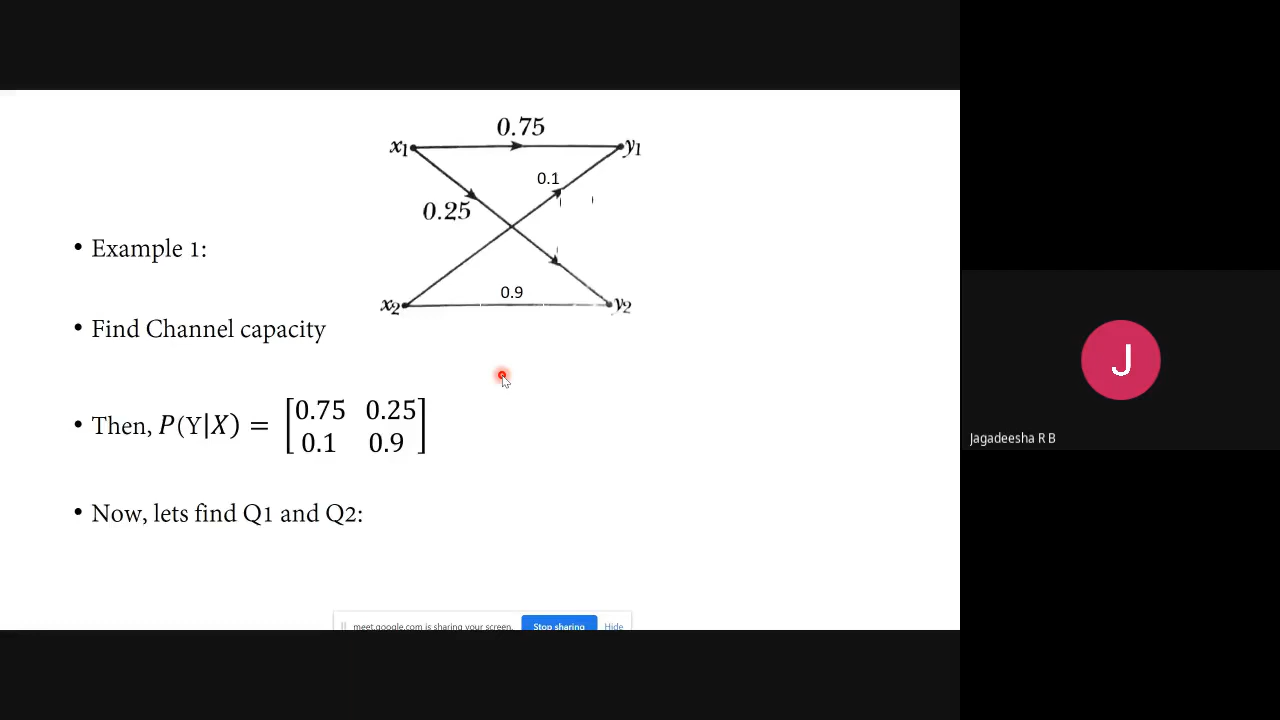 0.75
x1
y1
0.1
0.25
• Example 1:
0.9
x2
y2
• Find Channel capacity
• Then, P(Y|X) = [0.75 0.25
0.1 0.9]
J
Jagadeesha R B
• Now, lets find Q1 and Q2:
meet.google.com is sharing your screen. Stop sharing Hide